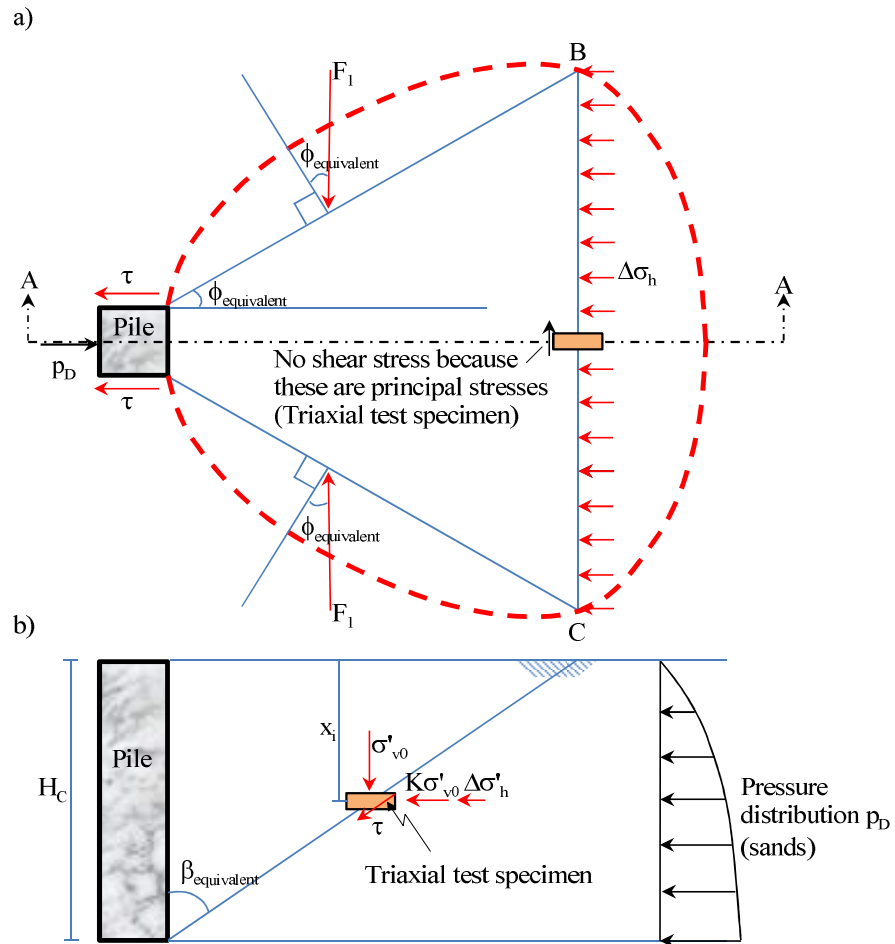 a)
B
F₁
ϕequivalent
A
τ
ϕequivalent
Δσh
A
Pile
pD
No shear stress because
these are principal stresses
(Triaxial test specimen)
τ
ϕequivalent
F₁
C
b)
xi
σ'v0
Pile
HC
Kσ'v0 Δσ'h
τ
Pressure
distribution pD
(sands)
βequivalent
Triaxial test specimen